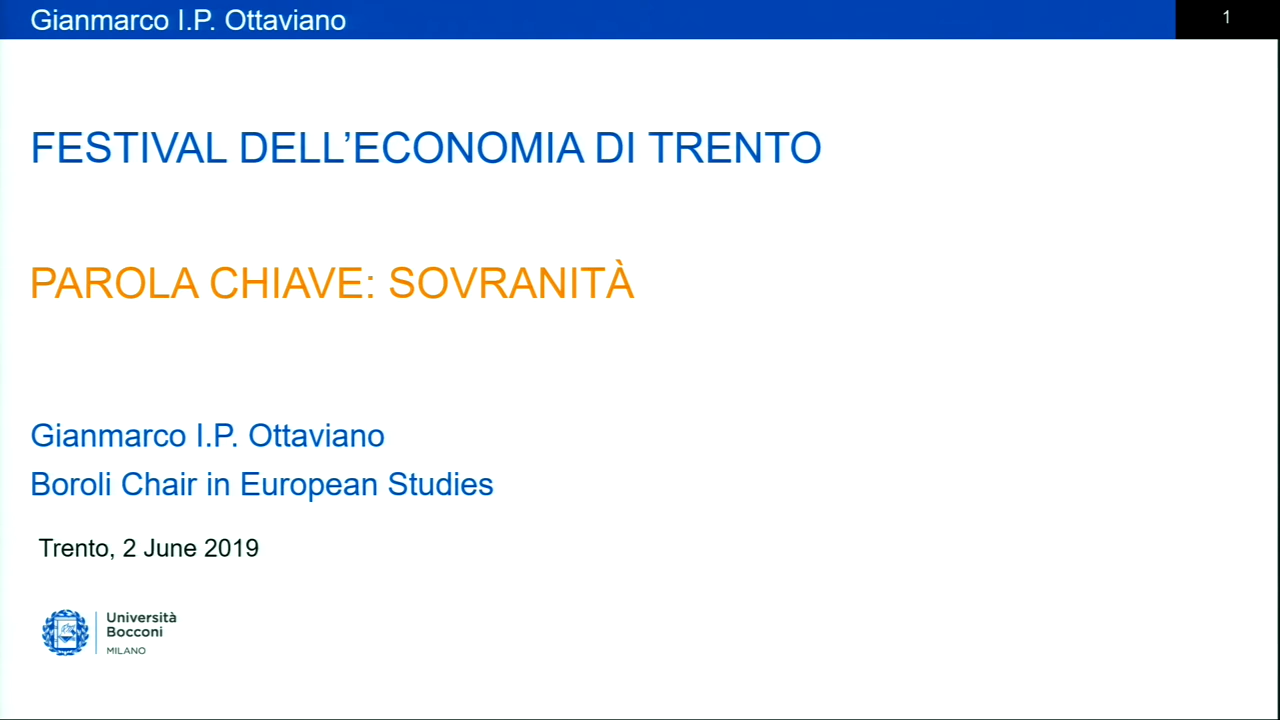 Gianmarco I.P. Ottaviano
1
FESTIVAL DELL’ECONOMIA DI TRENTO
PAROLA CHIAVE: SOVRANITÀ
Gianmarco I.P. Ottaviano
Boroli Chair in European Studies
Trento, 2 June 2019
Università
Bocconi
MILANO